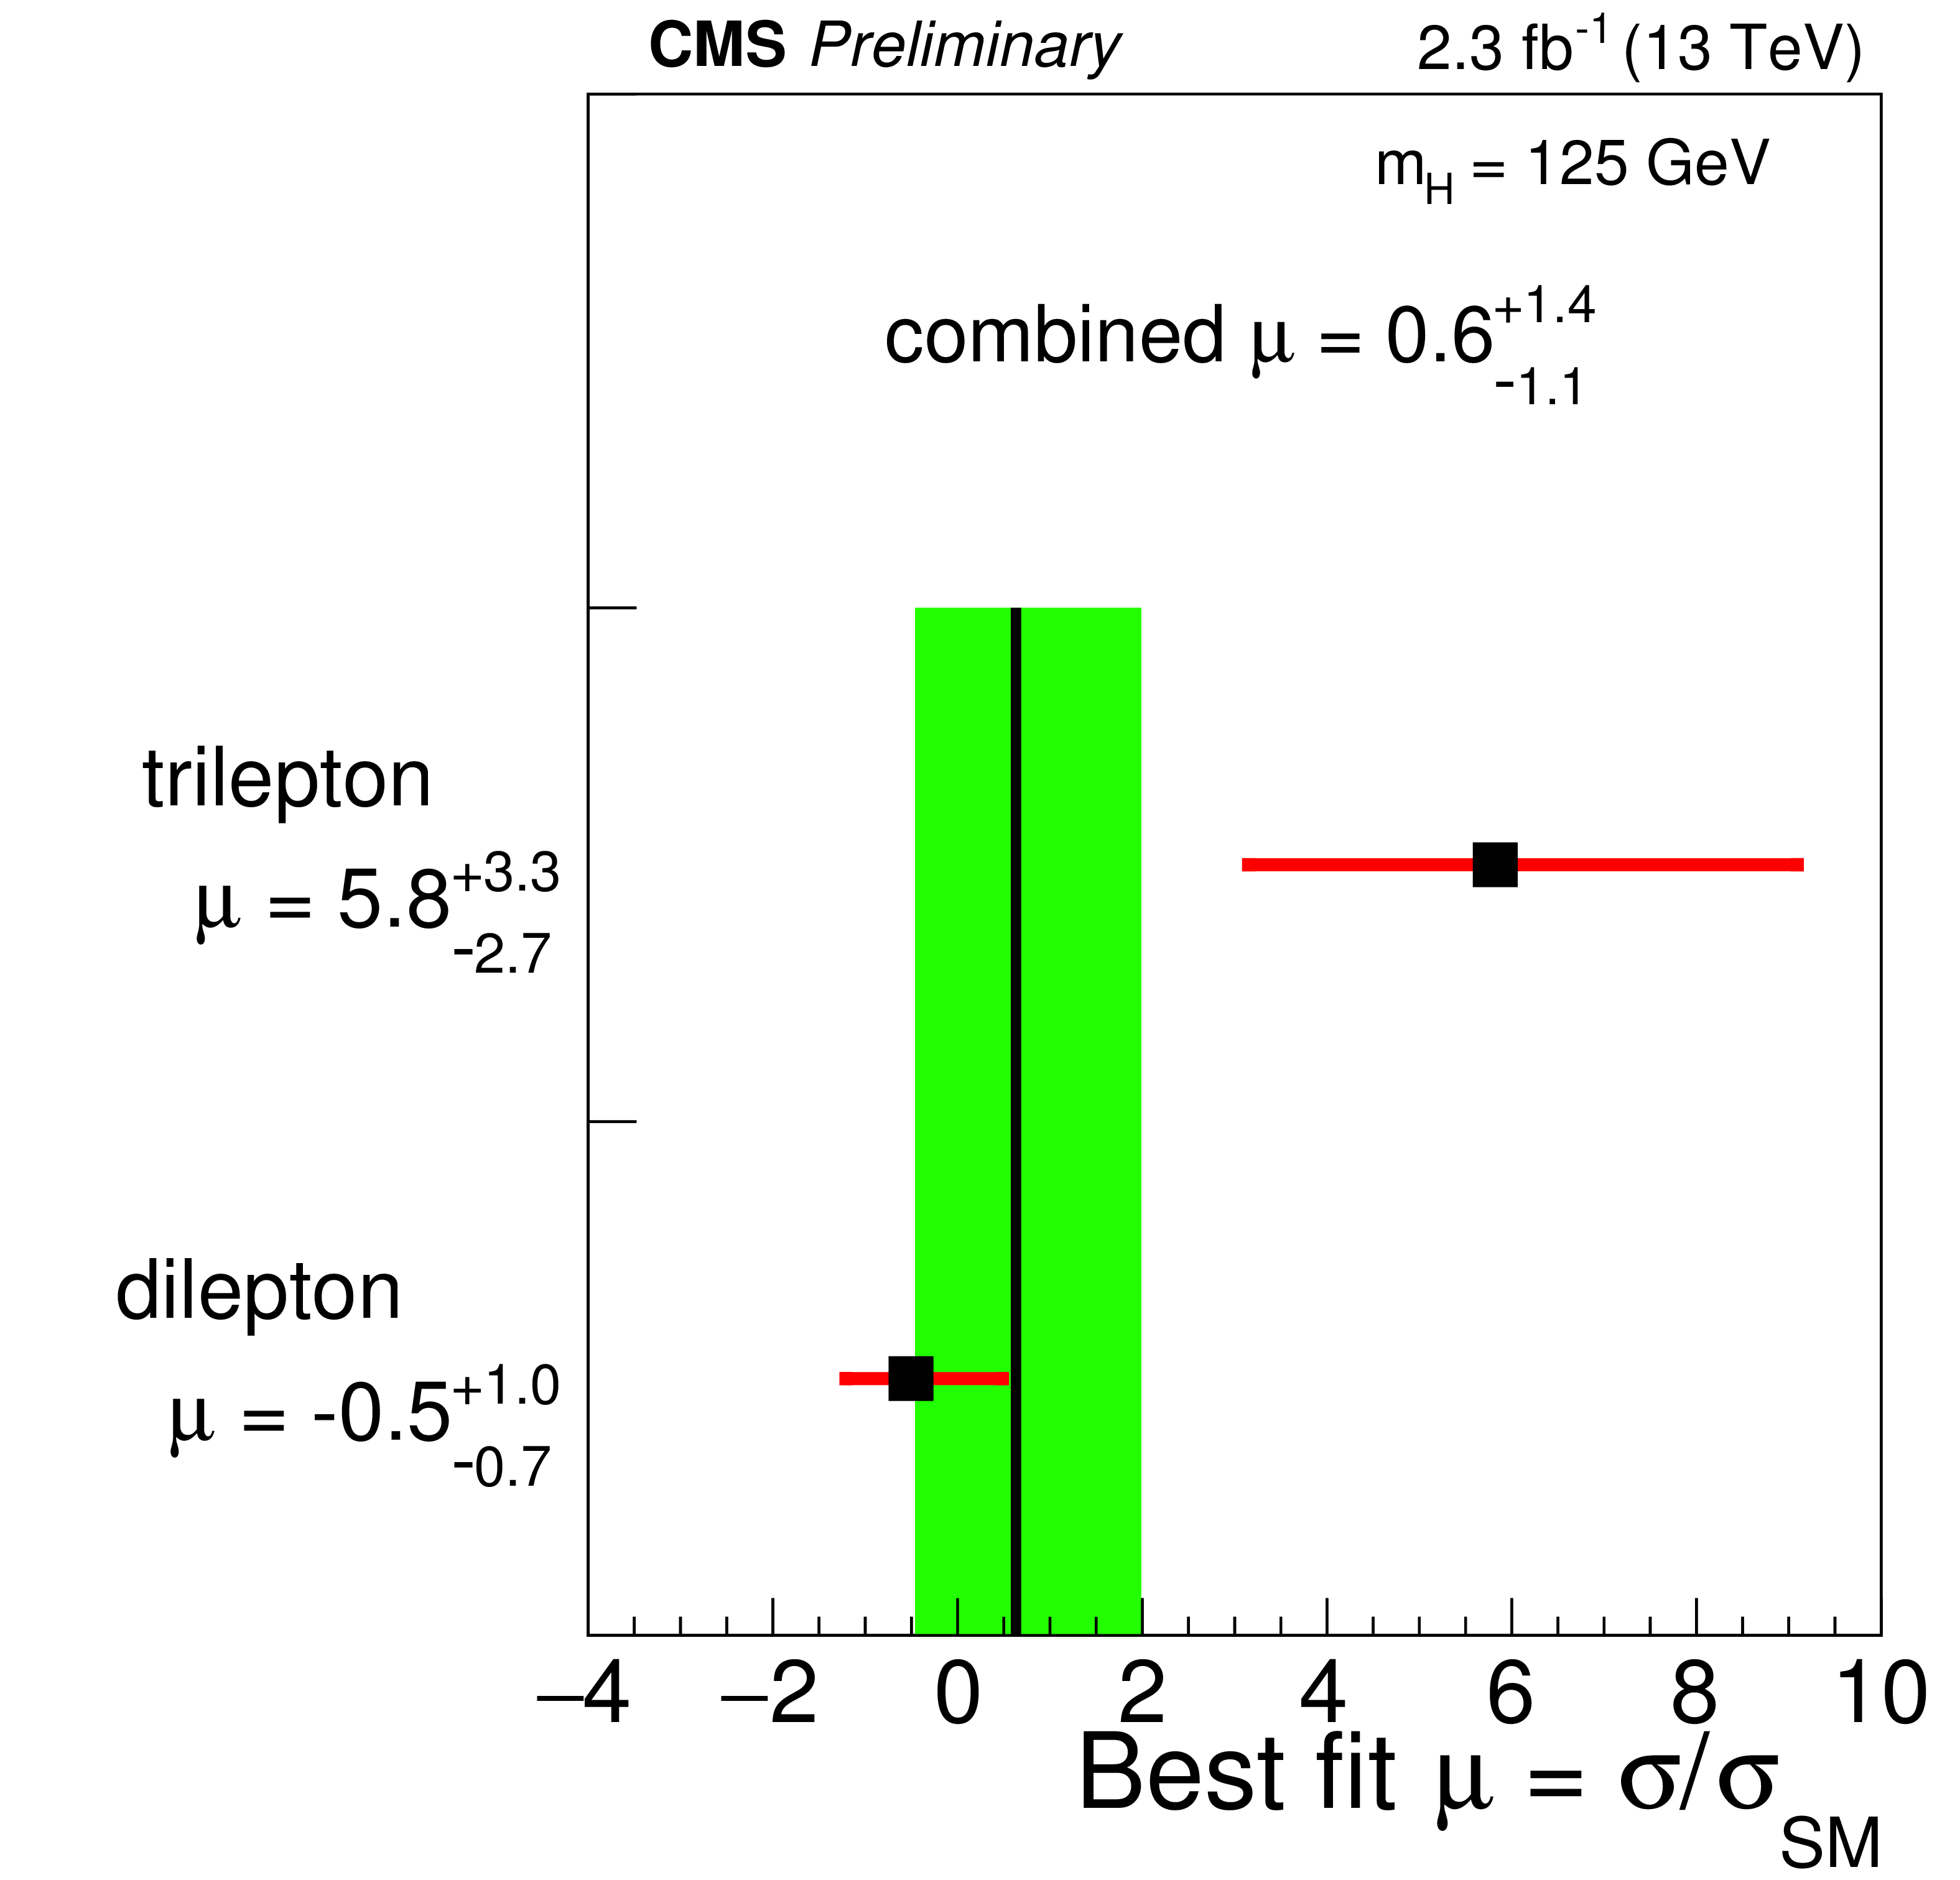 CMS Preliminary 2.3 fb⁻¹ (13 TeV)
m_H = 125 GeV
combined μ = 0.6 +1.4 -1.1
trilepton
μ = 5.8 +3.3 -2.7
dilepton
μ = -0.5 +1.0 -0.7
−4 −2 0 2 4 6 8 10
Best fit μ = σ/σ_SM